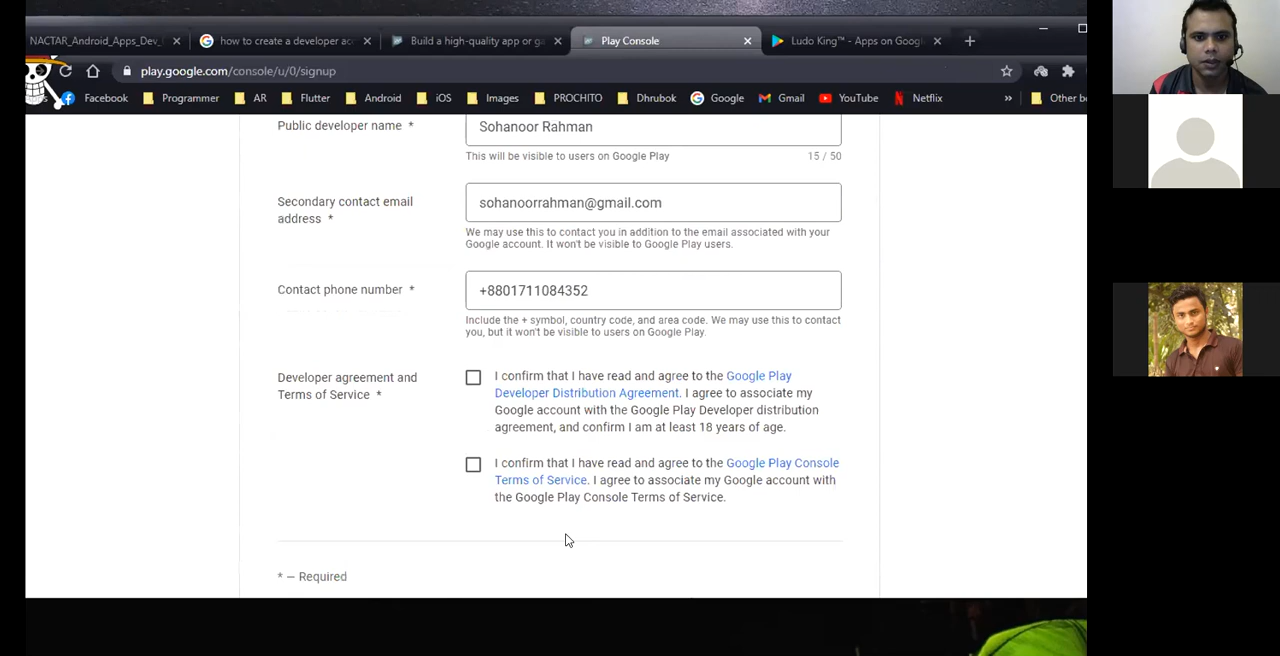 NACTAR_Android_Apps_Dev_
how to create a developer ac
Build a high-quality app or ga
Play Console
Ludo King™ - Apps on Googl
play.google.com/console/u/0/signup
Facebook
Programmer
AR
Flutter
Android
iOS
Images
PROCHITO
Dhrubok
Google
Gmail
YouTube
Netflix
»
Other bo
Public developer name *
Sohanoor Rahman
This will be visible to users on Google Play
15 / 50
Secondary contact email
address *
sohanoorrahman@gmail.com
We may use this to contact you in addition to the email associated with your
Google account. It won't be visible to Google Play users.
Contact phone number *
+8801711084352
Include the + symbol, country code, and area code. We may use this to contact
you, but it won't be visible to users on Google Play.
Developer agreement and
Terms of Service *
I confirm that I have read and agree to the Google Play
Developer Distribution Agreement. I agree to associate my
Google account with the Google Play Developer distribution
agreement, and confirm I am at least 18 years of age.
I confirm that I have read and agree to the Google Play Console
Terms of Service. I agree to associate my Google account with
the Google Play Console Terms of Service.
* — Required